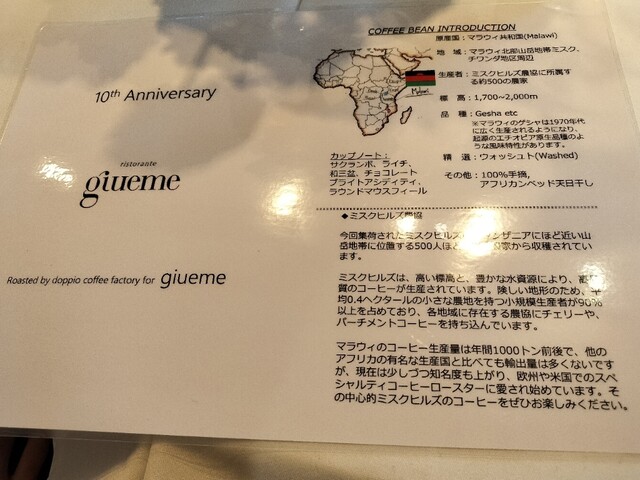 10th Anniversary
ristorante
giueme
Roasted by doppio coffee factory for giueme
COFFEE BEAN INTRODUCTION
原産国：マラウィ共和国(Malawi)
地　域：マラウィ北部山岳地帯ミスク、
チワンダ地区周辺
生産者：ミスクヒルズ農協に所属す
る約500の農家
標　高：1,700~2,000m
品　種：Gesha etc
※マラウィのゲシャは1970年代
に広く生産されるようになり、
起源のエチオピア原生品種のよ
うな風味特性があります。
精　選：ウォッシュト(Washed)
その他：100%手摘,
アフリカンベッド天日干し
Malawi
カップノート：
サクランボ、ライチ、
和三盆、チョコレート
ブライトアシディティ、
ラウンドマウスフィール
◆ミスクヒルズ農協
今回集荷されたミスクヒルズ ンザニアにほど近い山
岳地帯に位置する500人ほど 家から収穫されてい
ます。
ミスクヒルズは、高い標高と、豊かな水資源により、高
質のコーヒーが生産されています。険しい地形のため、
均0.4ヘクタールの小さな農地を持つ小規模生産者が90%
以上を占めており、各地域に存在する農協にチェリーや、
パーチメントコーヒーを持ち込んでいます。
マラウィのコーヒー生産量は年間1000トン前後で、他の
アフリカの有名な生産国と比べても輸出量は多くないです
が、現在は少しづつ知名度も上がり、欧州や米国でのスペ
シャルティコーヒーロースターに愛され始めています。そ
の中心的ミスクヒルズのコーヒーをぜひお楽しみください。